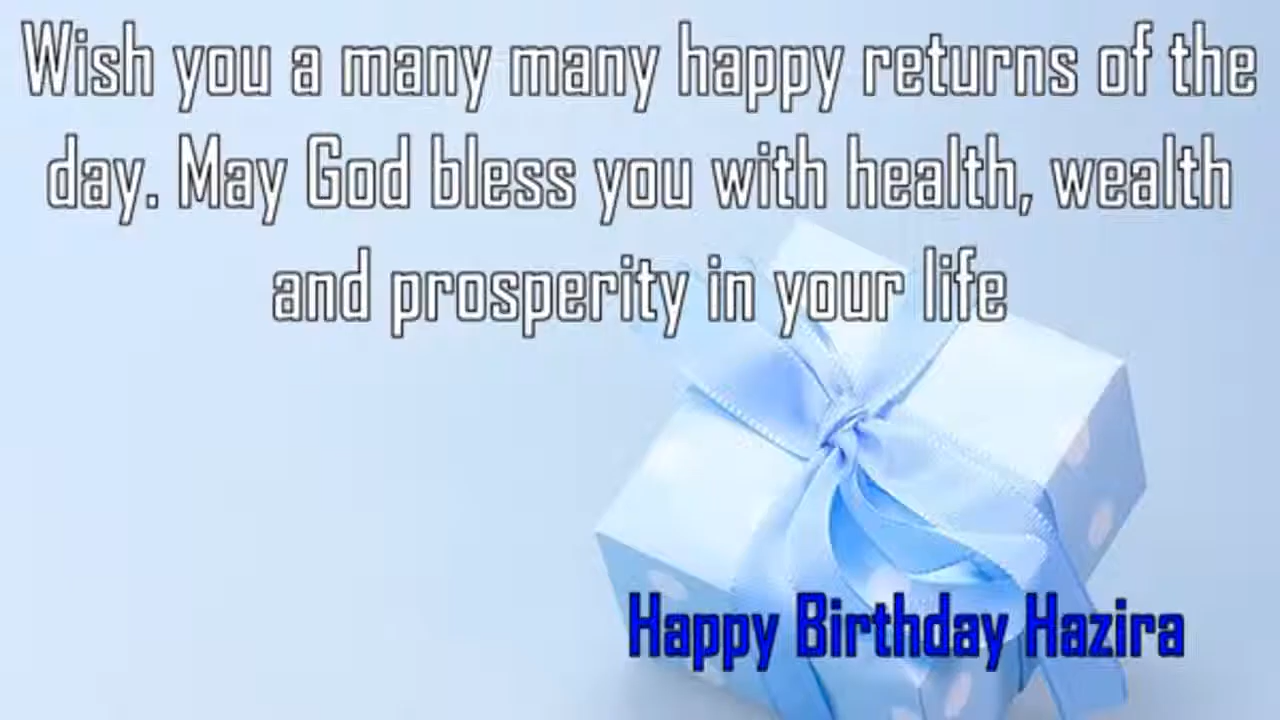 Wish you a many many happy returns of the
day. May God bless you with health, wealth
and prosperity in your life
Happy Birthday Hazira